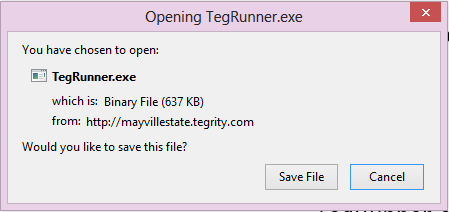 Opening TegRunner.exe
You have chosen to open:
TegRunner.exe
which is: Binary File (637 KB)
from: http://mayvillestate.tegrity.com
Would you like to save this file?
Save File Cancel